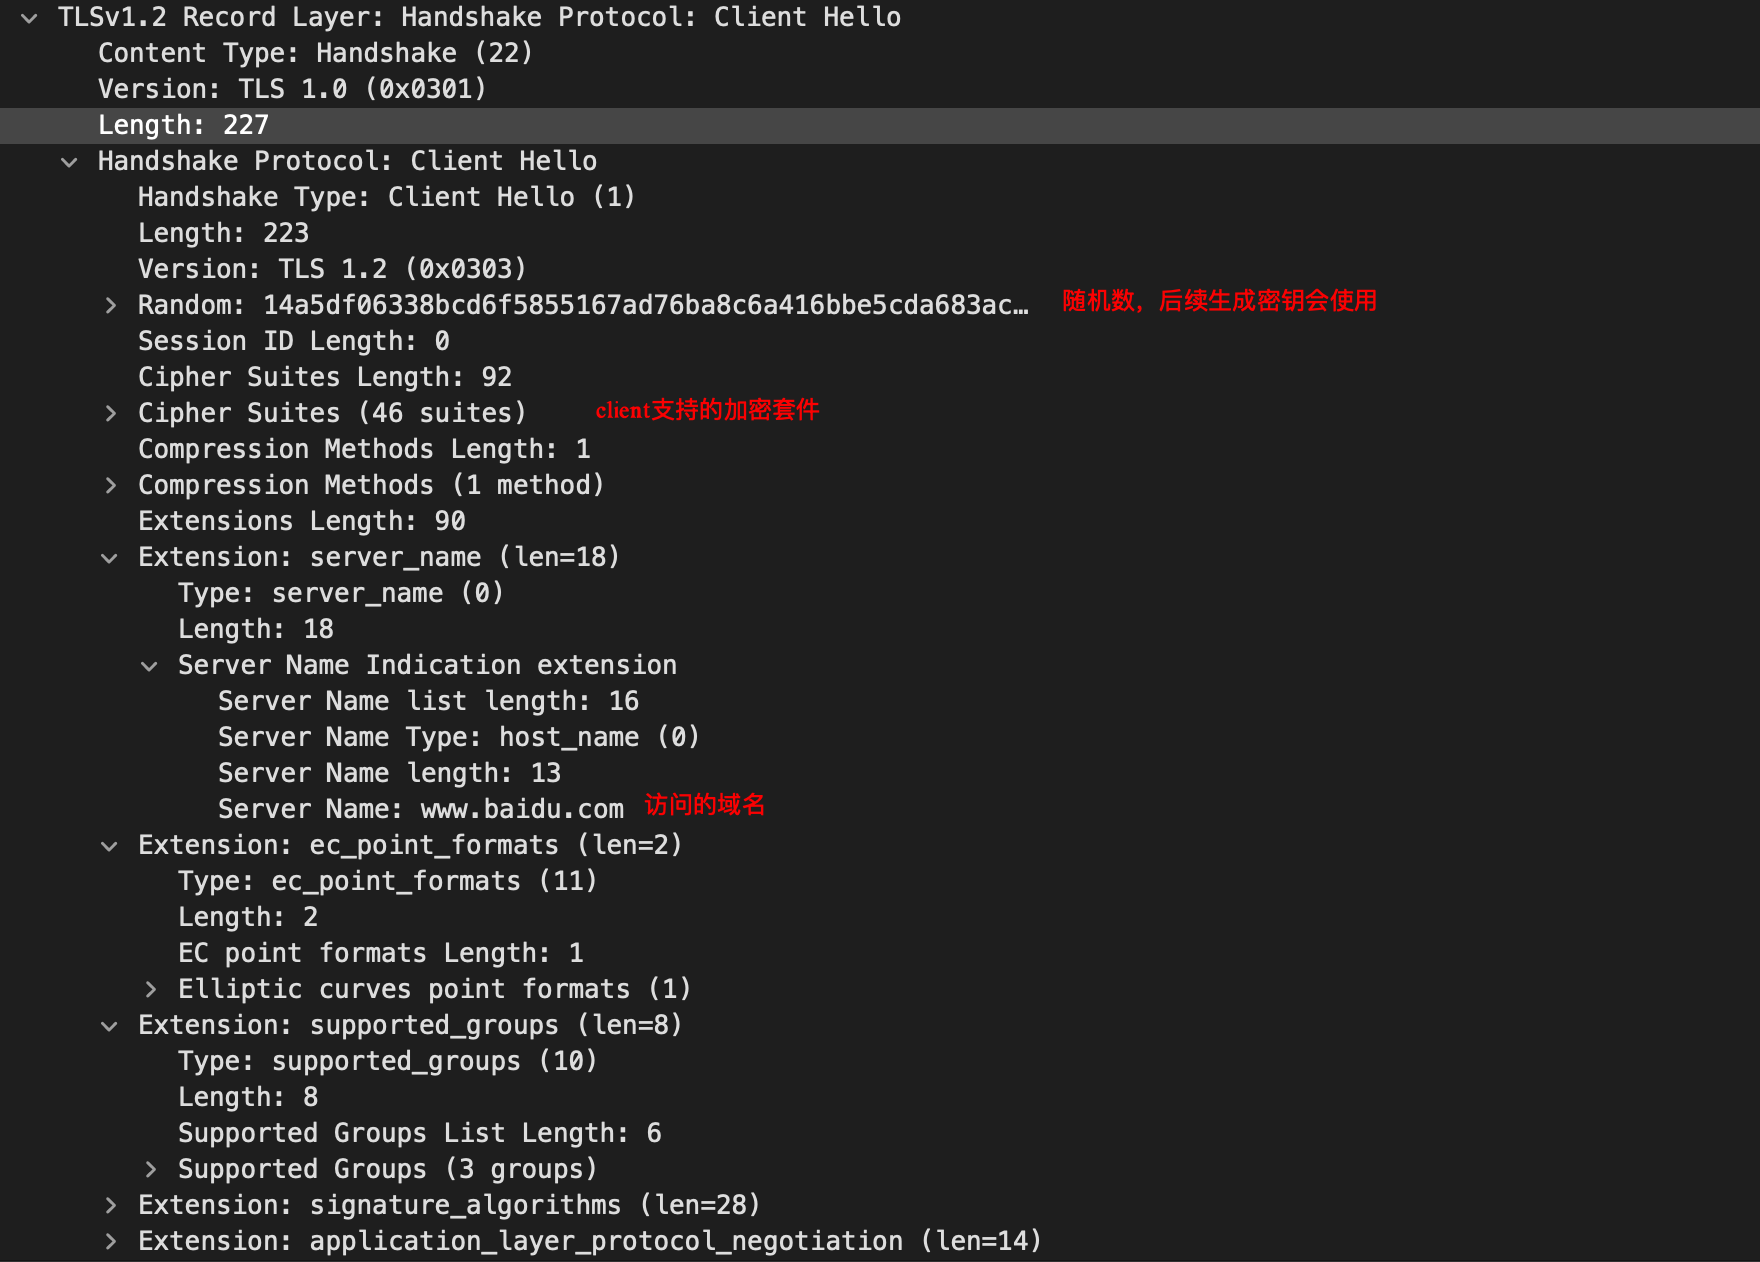 TLSv1.2 Record Layer: Handshake Protocol: Client Hello
Content Type: Handshake (22)
Version: TLS 1.0 (0x0301)
Length: 227
Handshake Protocol: Client Hello
Handshake Type: Client Hello (1)
Length: 223
Version: TLS 1.2 (0x0303)
Random: 14a5df06338bcd6f5855167ad76ba8c6a416bbe5cda683ac… 随机数，后续生成密钥会使用
Session ID Length: 0
Cipher Suites Length: 92
Cipher Suites (46 suites) client支持的加密套件
Compression Methods Length: 1
Compression Methods (1 method)
Extensions Length: 90
Extension: server_name (len=18)
Type: server_name (0)
Length: 18
Server Name Indication extension
Server Name list length: 16
Server Name Type: host_name (0)
Server Name length: 13
Server Name: www.baidu.com 访问的域名
Extension: ec_point_formats (len=2)
Type: ec_point_formats (11)
Length: 2
EC point formats Length: 1
Elliptic curves point formats (1)
Extension: supported_groups (len=8)
Type: supported_groups (10)
Length: 8
Supported Groups List Length: 6
Supported Groups (3 groups)
Extension: signature_algorithms (len=28)
Extension: application_layer_protocol_negotiation (len=14)